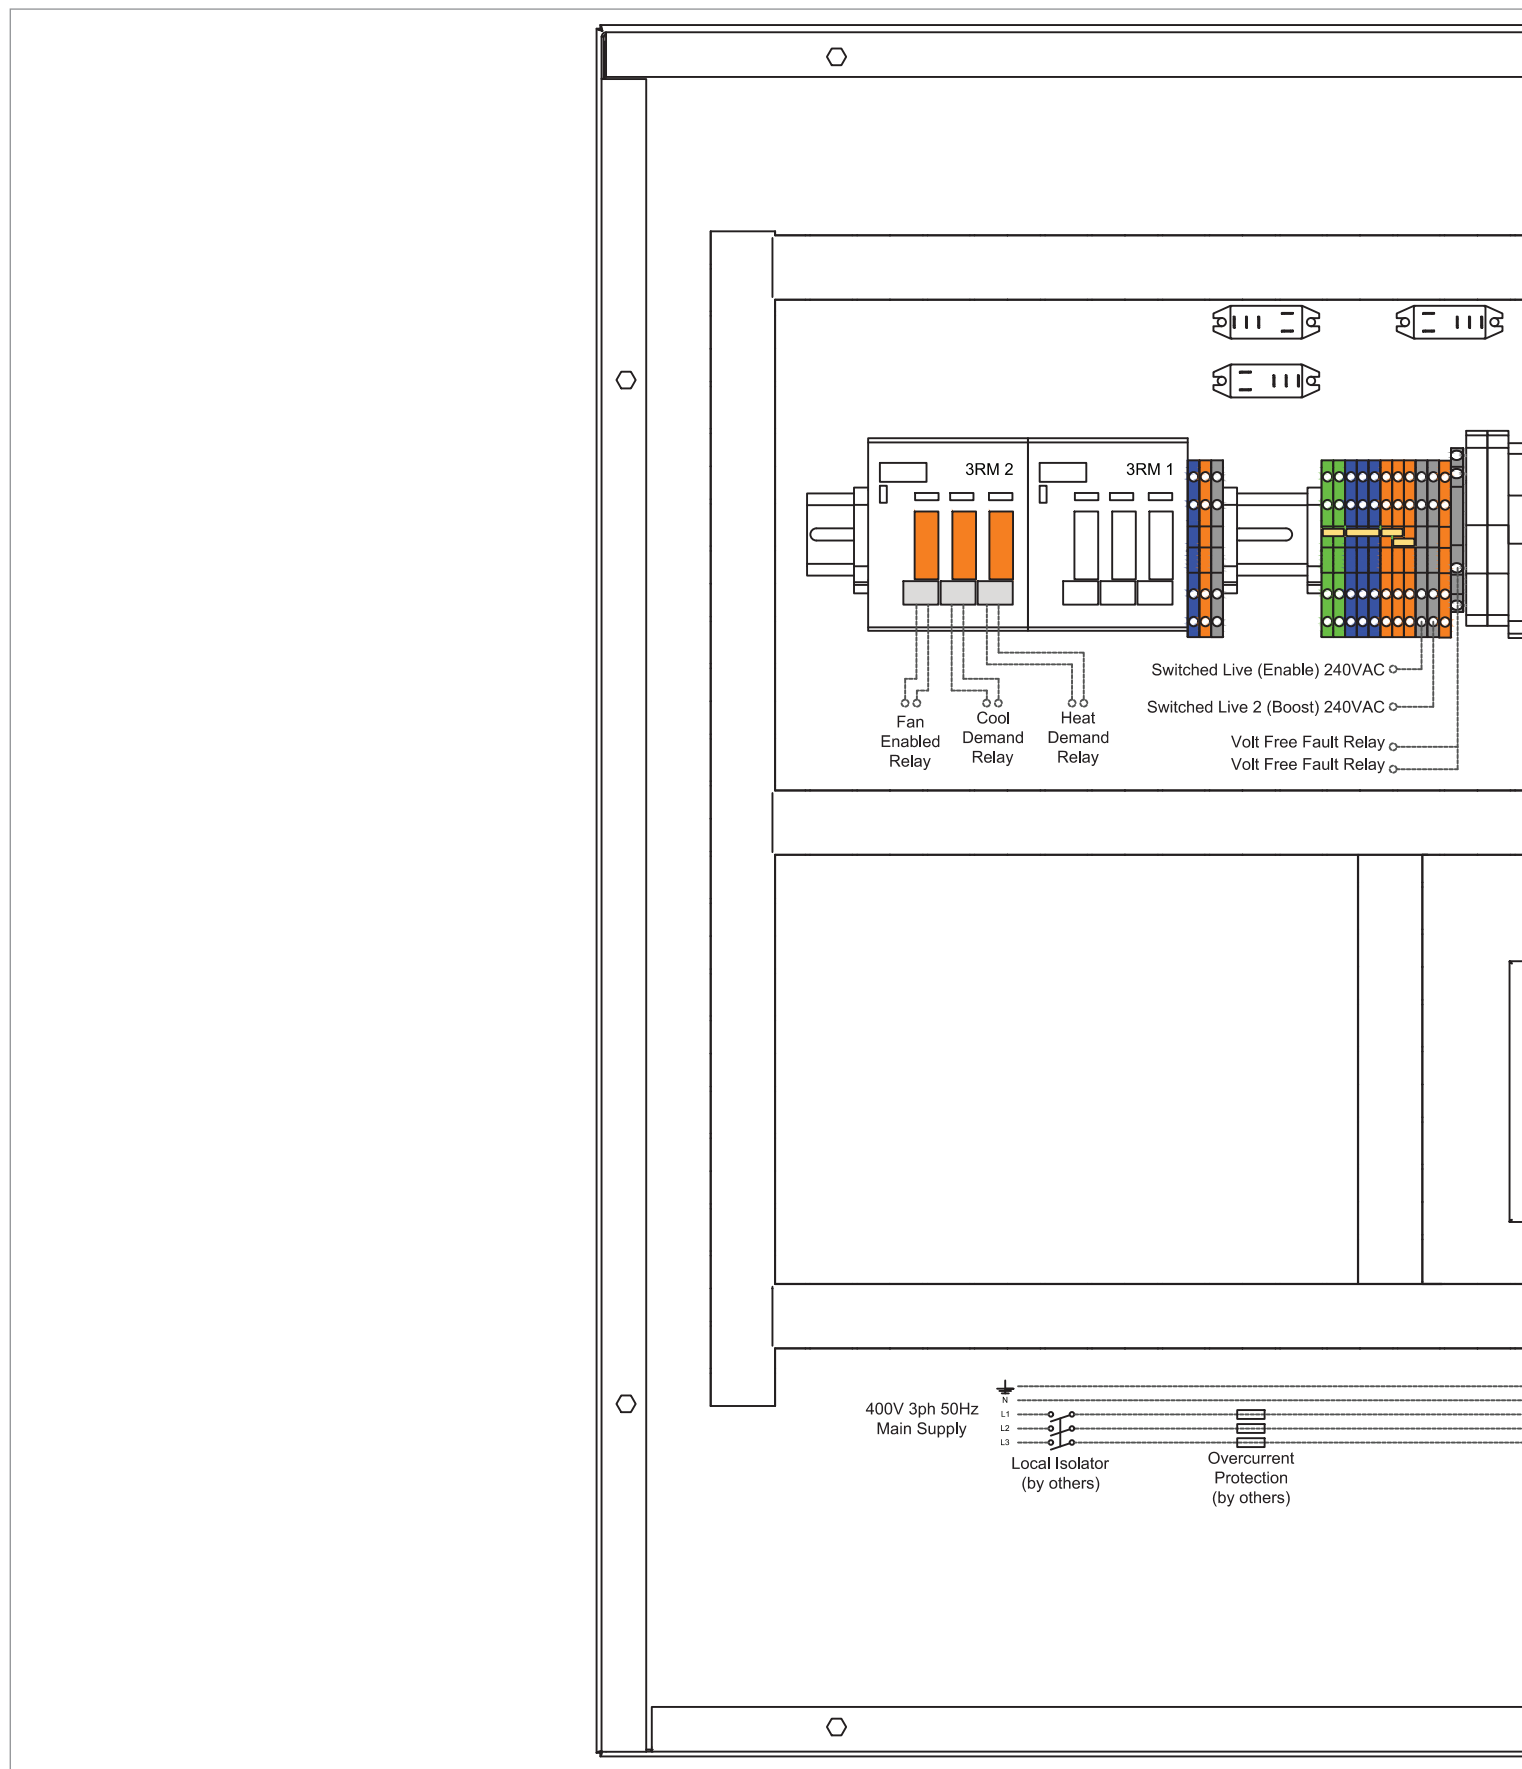 3RM 2
3RM 1
Switched Live (Enable) 240VAC
Switched Live 2 (Boost) 240VAC
Volt Free Fault Relay
Volt Free Fault Relay
Fan
Enabled
Relay
Cool
Demand
Relay
Heat
Demand
Relay
400V 3ph 50Hz
Main Supply
N
L1
L2
L3
Local Isolator
(by others)
Overcurrent
Protection
(by others)